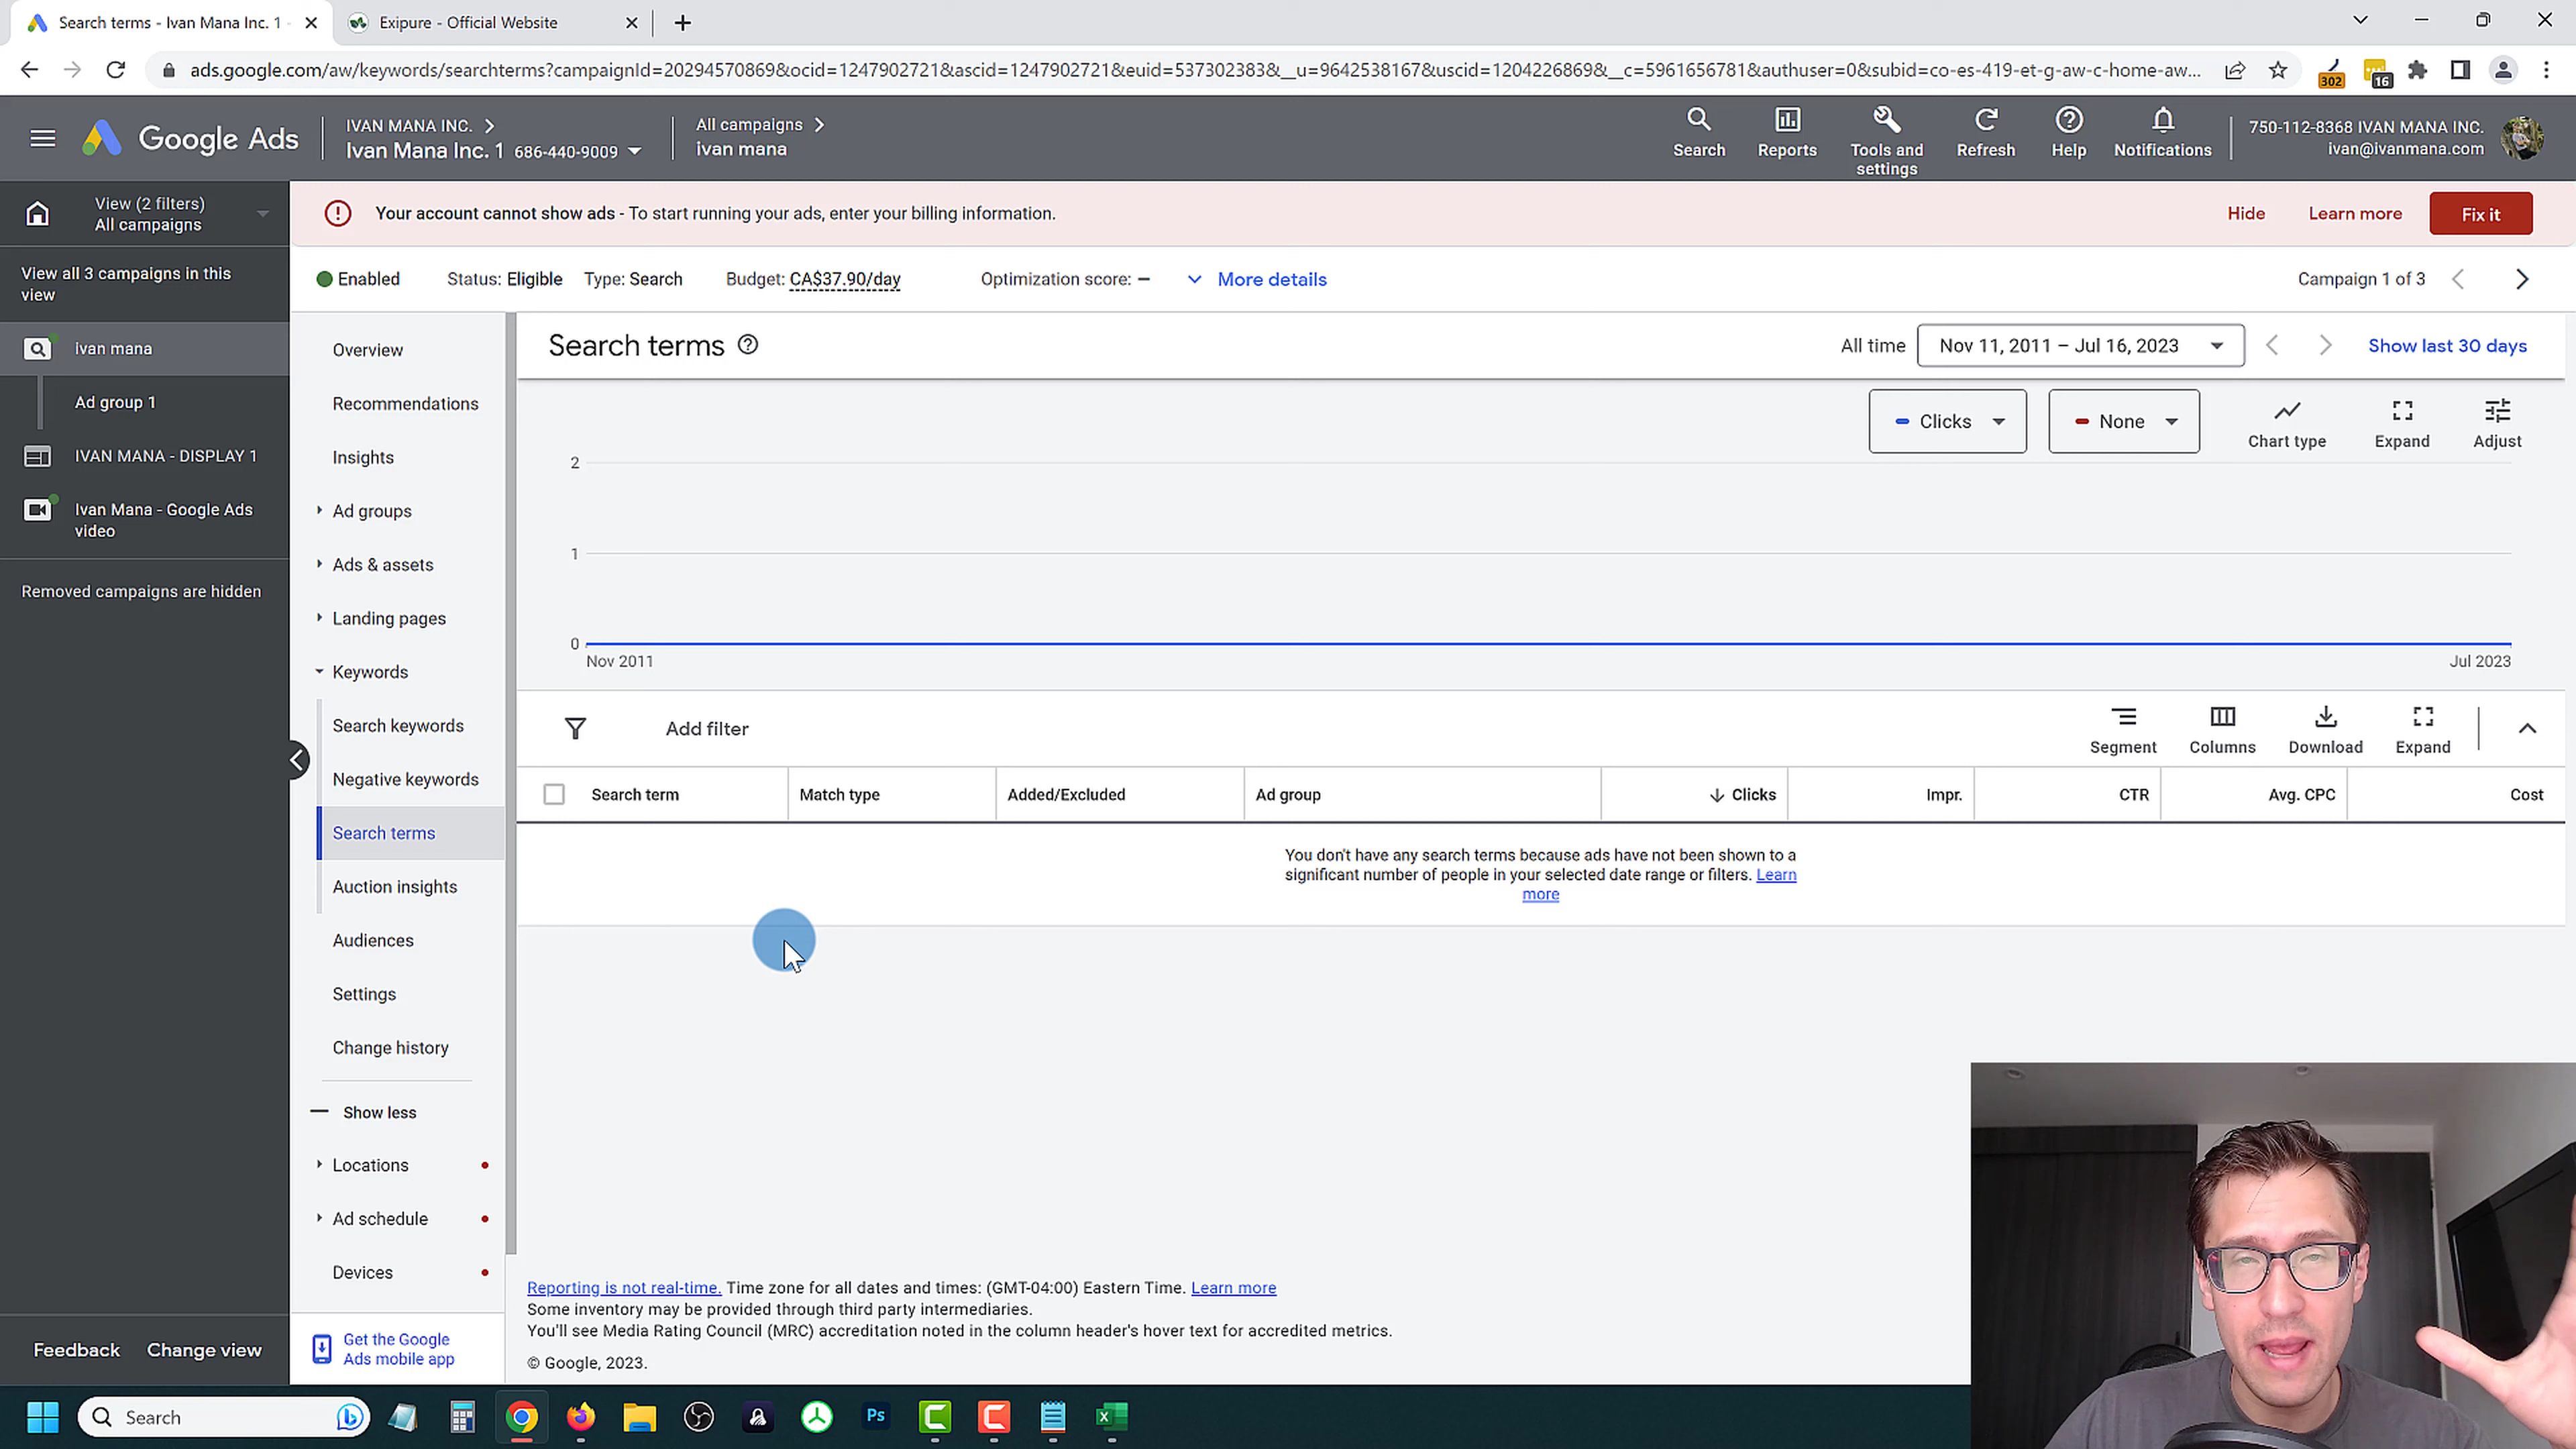 Search terms - Ivan Mana Inc. 1 -
Exipure - Official Website
ads.google.com/aw/keywords/searchterms?campaignId=20294570869&ocid=1247902721&ascid=1247902721&euid=537302383&__u=9642538167&uscid=1204226869&__c=5961656781&authuser=0&subid=co-es-419-et-g-aw-c-home-aw...
302
16
Google Ads
IVAN MANA INC.
Ivan Mana Inc. 1 686-440-9009
All campaigns
ivan mana
Search
Reports
Tools and settings
Refresh
Help
Notifications
750-112-8368 IVAN MANA INC.
ivan@ivanmana.com
View (2 filters)
All campaigns
Your account cannot show ads - To start running your ads, enter your billing information.
Hide
Learn more
Fix it
View all 3 campaigns in this
view
ivan mana
Ad group 1
IVAN MANA - DISPLAY 1
Ivan Mana - Google Ads
video
Removed campaigns are hidden
Feedback
Change view
Enabled
Status: Eligible
Type: Search
Budget: CA$37.90/day
Optimization score: –
More details
Campaign 1 of 3
Overview
Recommendations
Insights
Ad groups
Ads & assets
Landing pages
Keywords
Search keywords
Negative keywords
Search terms
Auction insights
Audiences
Settings
Change history
Show less
Locations
Ad schedule
Devices
Get the Google
Ads mobile app
Search terms
All time
Nov 11, 2011 – Jul 16, 2023
Show last 30 days
Clicks
None
Chart type
Expand
Adjust
2
1
0
Nov 2011
Jul 2023
Add filter
Segment
Columns
Download
Expand
Search term
Match type
Added/Excluded
Ad group
Clicks
Impr.
CTR
Avg. CPC
Cost
You don't have any search terms because ads have not been shown to a
significant number of people in your selected date range or filters. Learn
more
Reporting is not real-time. Time zone for all dates and times: (GMT-04:00) Eastern Time. Learn more
Some inventory may be provided through third party intermediaries.
You'll see Media Rating Council (MRC) accreditation noted in the column header's hover text for accredited metrics.
© Google, 2023.
Search
Ps